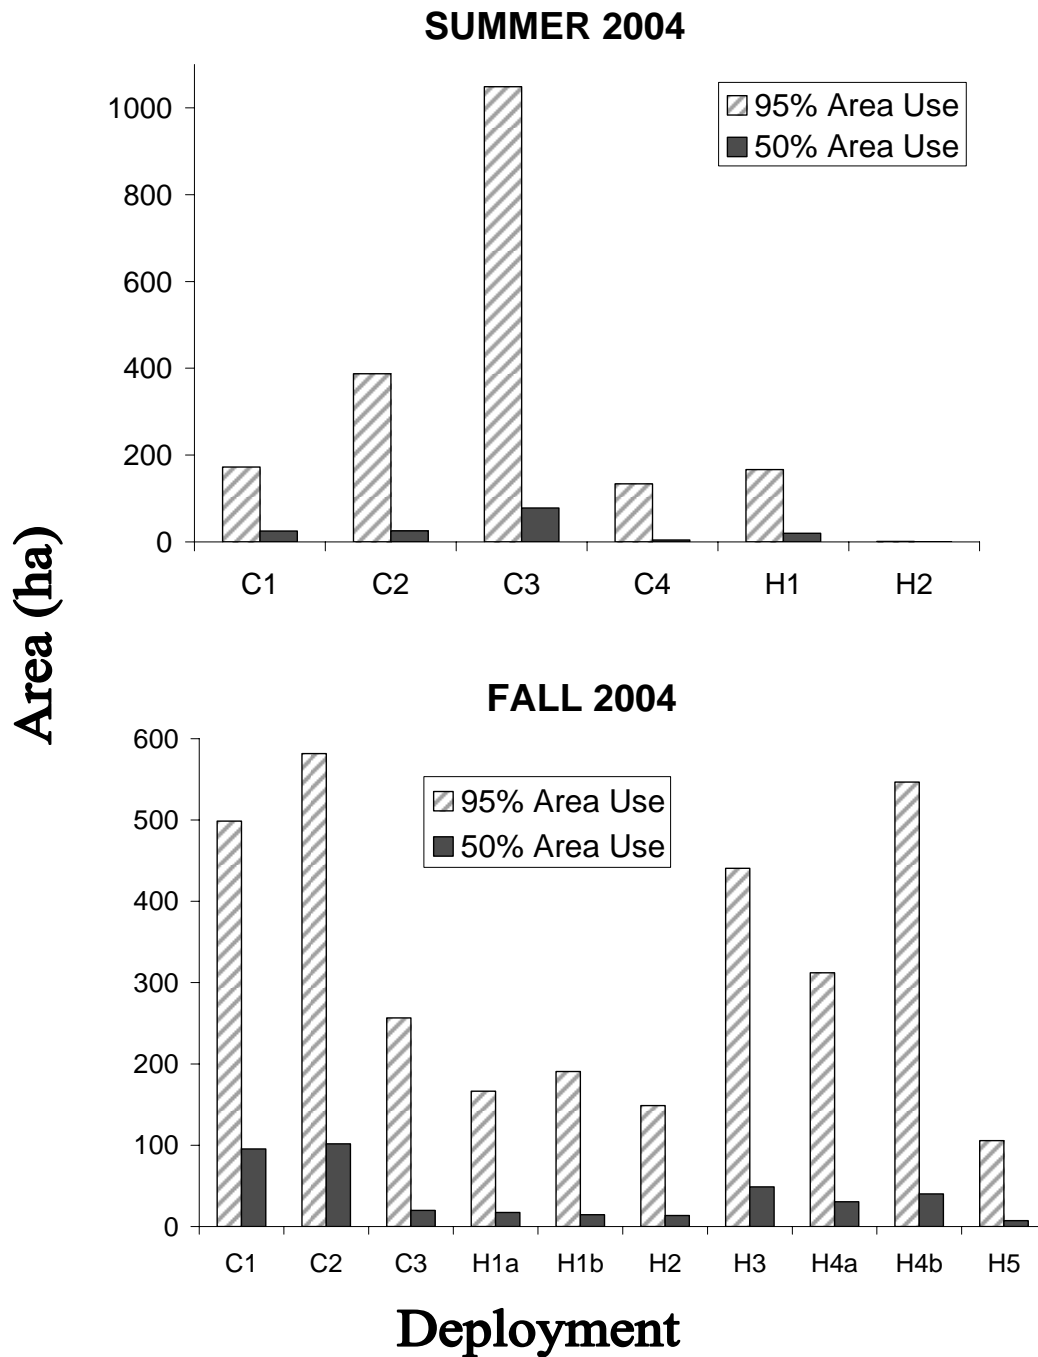 SUMMER 2004
1000
800
600
400
200
0
95% Area Use
50% Area Use
C1 C2 C3 C4 H1 H2
Area (ha)
FALL 2004
600
500
400
300
200
100
0
95% Area Use
50% Area Use
C1 C2 C3 H1a H1b H2 H3 H4a H4b H5
Deployment